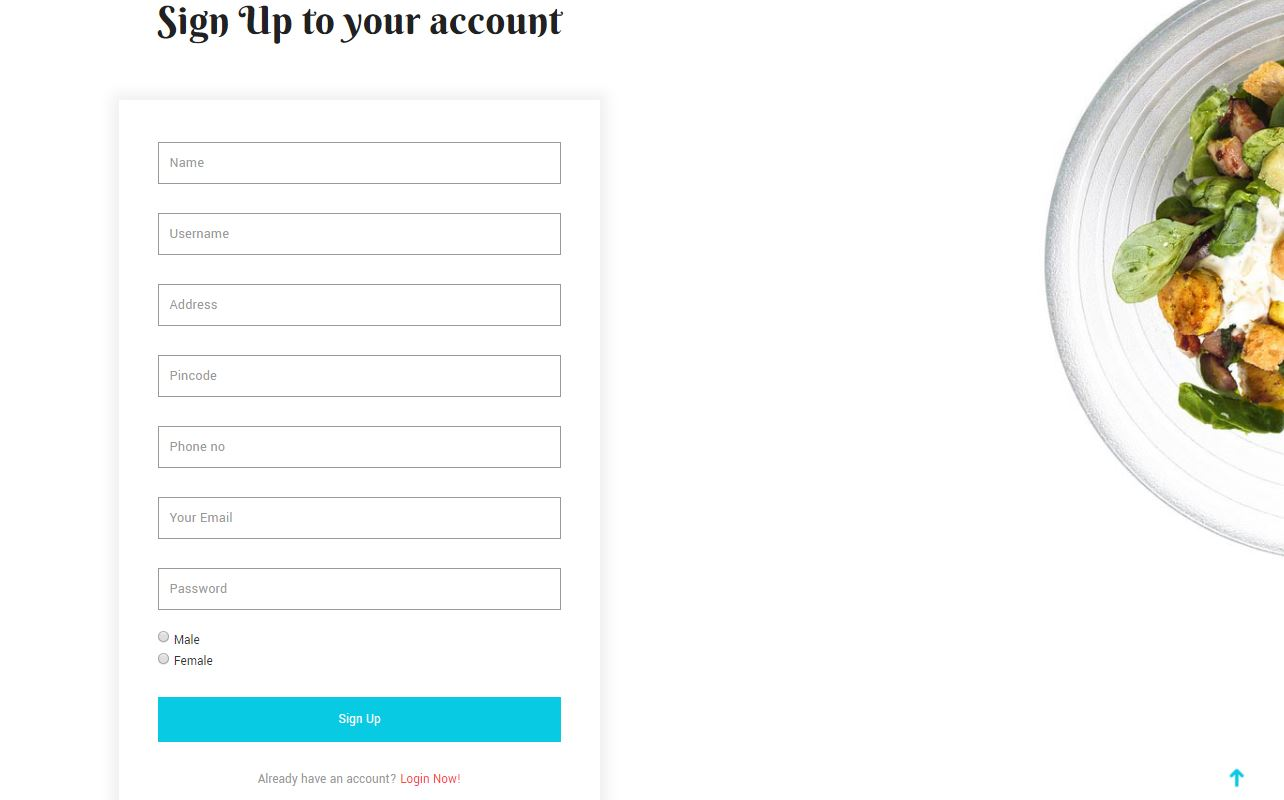 Sign Up to your account
Name
Username
Address
Pincode
Phone no
Your Email
Password
Male
Female
Sign Up
Already have an account? Login Now!